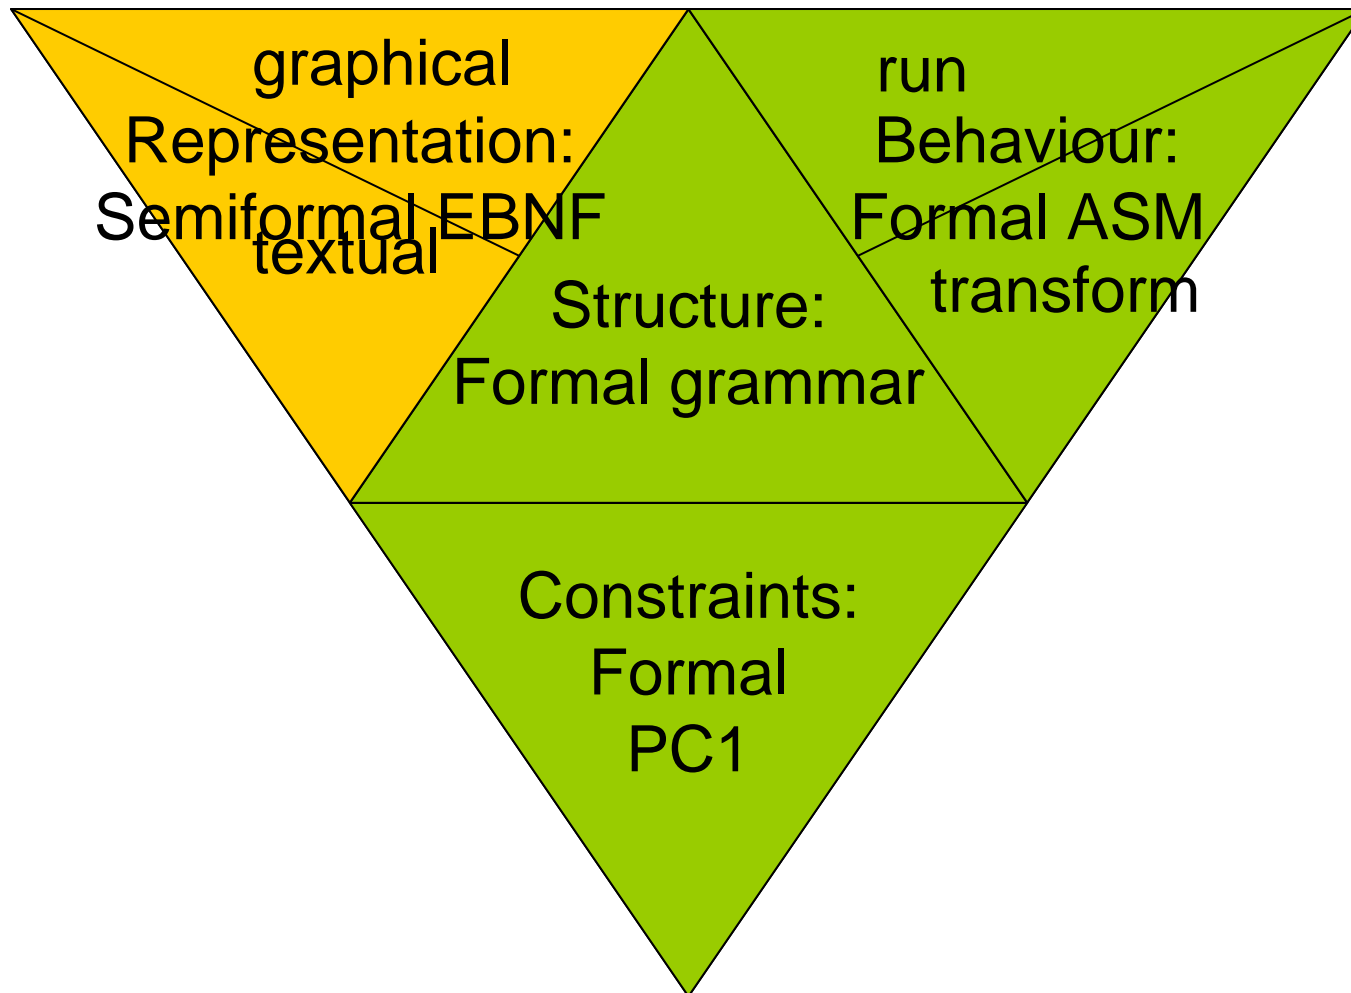 graphical
Representation:
Semiformal EBNF
textual
run
Behaviour:
Formal ASM
transform
Structure:
Formal grammar
Constraints:
Formal
PC1